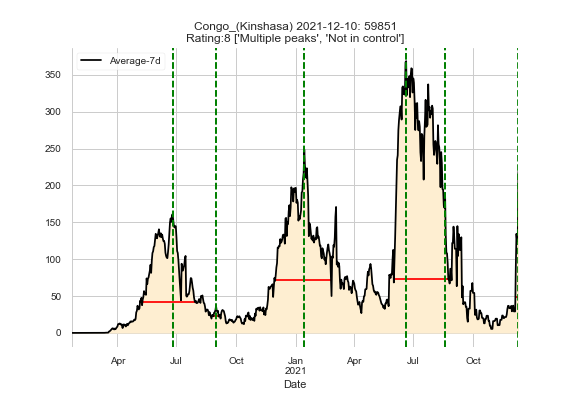 Congo_(Kinshasa) 2021-12-10: 59851
Rating:8 ['Multiple peaks', 'Not in control']
Average-7d
350
300
250
200
150
100
50
0
Apr Jul Oct Jan Apr Jul Oct
2021
Date